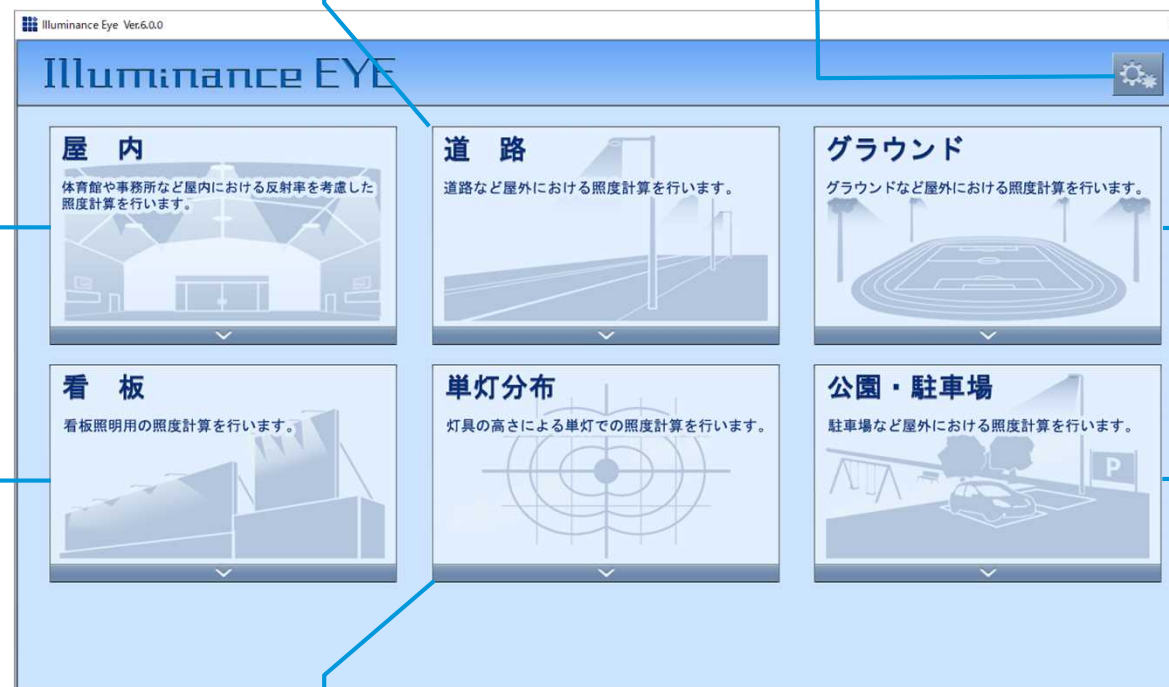 Illuminance Eye Ver.6.0.0
Illuminance EYE
屋 内
体育館や事務所など屋内における反射率を考慮した
照度計算を行います。
道 路
道路など屋外における照度計算を行います。
グラウンド
グラウンドなど屋外における照度計算を行います。
看 板
看板照明用の照度計算を行います。
単灯分布
灯具の高さによる単灯での照度計算を行います。
公園・駐車場
駐車場など屋外における照度計算を行います。
P